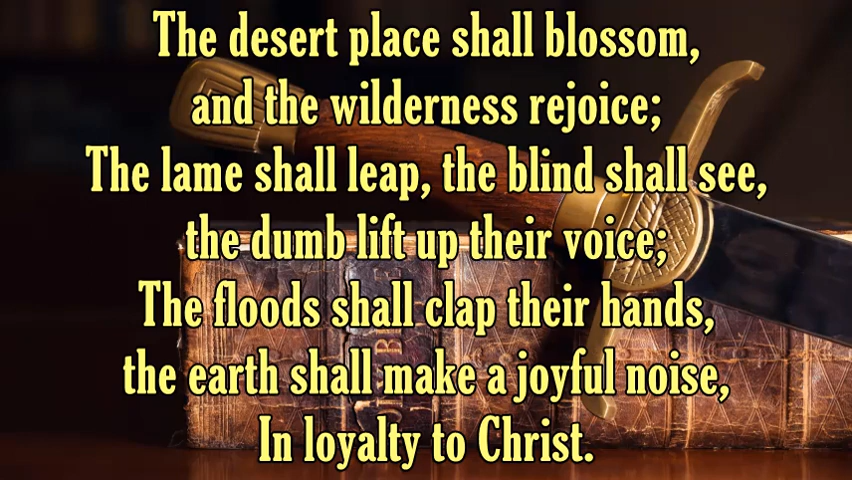 The desert place shall blossom,
and the wilderness rejoice;
The lame shall leap, the blind shall see,
the dumb lift up their voice;
The floods shall clap their hands,
the earth shall make a joyful noise,
In loyalty to Christ.